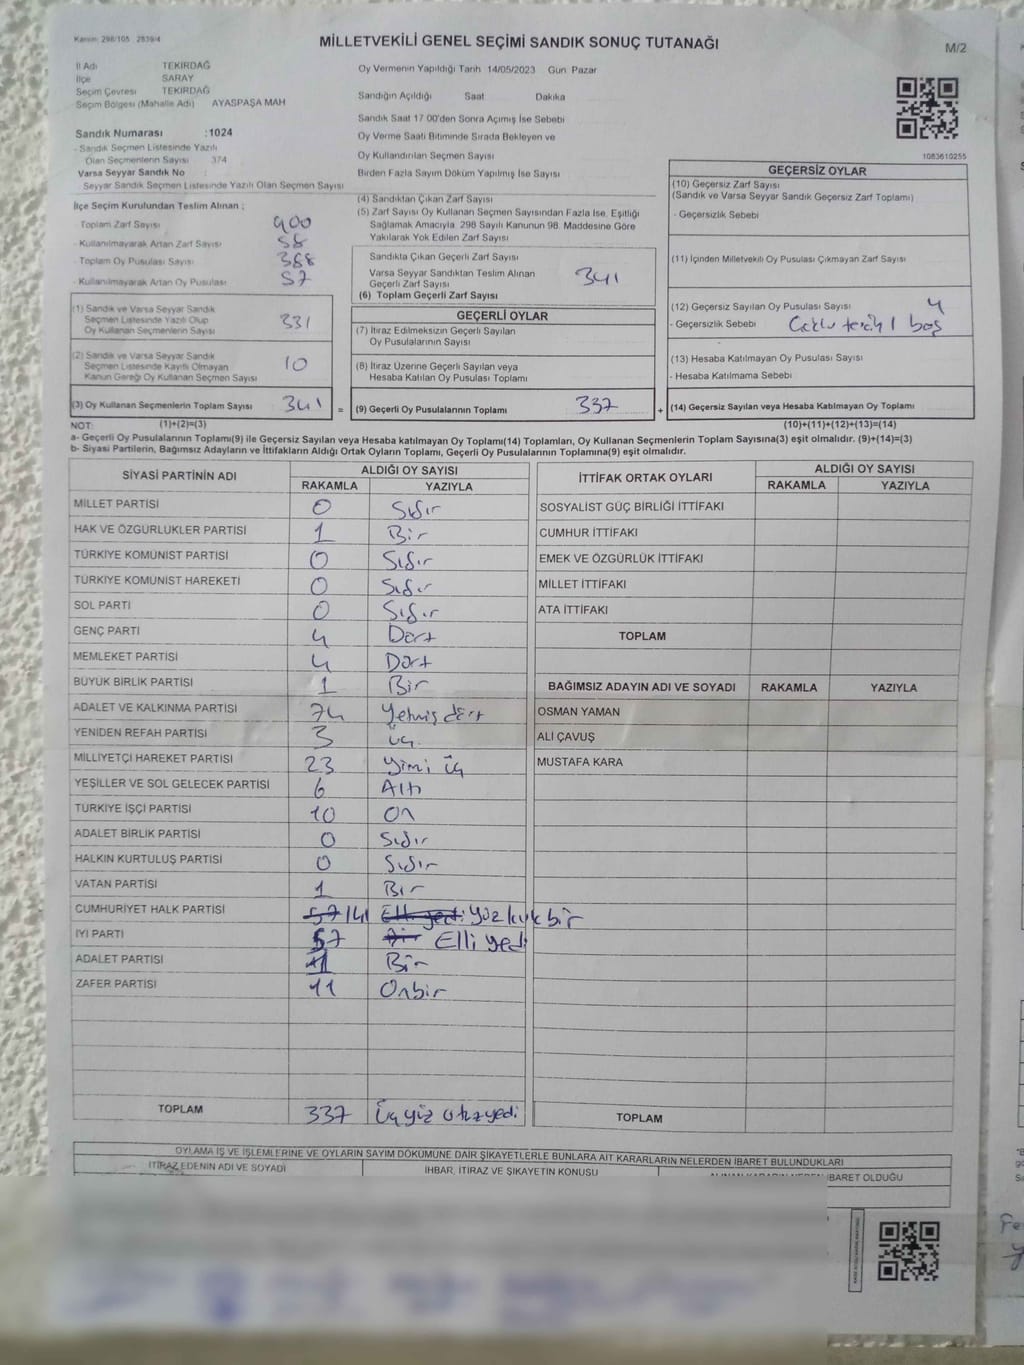 Kanun: 298/105 2839/4
MİLLETVEKİLİ GENEL SEÇİMİ SANDIK SONUÇ TUTANAĞI
M/2
İl Adı TEKİRDAĞ
İlçe SARAY
Seçim Çevresi TEKİRDAĞ
Seçim Bölgesi (Mahalle Adı) AYASPAŞA MAH
Sandık Numarası :1024
- Sandık Seçmen Listesinde Yazılı
Olan Seçmenlerin Sayısı 374
Varsa Seyyar Sandık No
Seyyar Sandık Seçmen Listesinde Yazılı Olan Seçmen Sayısı
Oy Vermenin Yapıldığı Tarih 14/05/2023 Gün Pazar
Sandığın Açıldığı Saat Dakika
Sandık Saat 17 00'den Sonra Açımış İse Sebebi
Oy Verme Saati Bitiminde Sırada Bekleyen ve
Oy Kullandırılan Seçmen Sayısı
Birden Fazla Sayım Döküm Yapılmış İse Sayısı
1083610255
İlçe Seçim Kurulundan Teslim Alınan ;
- Toplam Zarf Sayısı 400
- Kullanılmayarak Artan Zarf Sayısı 58
- Toplam Oy Pusulası Sayısı 388
- Kullanılmayarak Artan Oy Pusulası 57
(1) Sandık ve Varsa Seyyar Sandık
Seçmen Listesinde Yazılı Olup
Oy Kullanan Seçmenlerin Sayısı 331
(2) Sandık ve Varsa Seyyar Sandık
Seçmen Listesinde Kayıtlı Olmayan
Kanun Gereği Oy Kullanan Seçmen Sayısı 10
(3) Oy Kullanan Seçmenlerin Toplam Sayısı 341 =
(4) Sandıktan Çıkan Zarf Sayısı
(5) Zarf Sayısı Oy Kullanan Seçmen Sayısından Fazla İse, Eşitliği
Sağlamak Amacıyla, 298 Sayılı Kanunun 98. Maddesine Göre
Yakılarak Yok Edilen Zarf Sayısı
Sandıkta Çıkan Geçerli Zarf Sayısı
Varsa Seyyar Sandıktan Teslim Alınan
Geçerli Zarf Sayısı 341
(6) Toplam Geçerli Zarf Sayısı
GEÇERLİ OYLAR
(7) İtiraz Edilmeksizin Geçerli Sayılan
Oy Pusulalarının Sayısı
(8) İtiraz Üzerine Geçerli Sayılan veya
Hesaba Katılan Oy Pusulası Toplamı
(9) Geçerli Oy Pusulalarının Toplamı 337 +
GEÇERSİZ OYLAR
(10) Geçersiz Zarf Sayısı
(Sandık ve Varsa Seyyar Sandık Geçersiz Zarf Toplamı)
- Geçersizlik Sebebi
(11) İçinden Milletvekili Oy Pusulası Çıkmayan Zarf Sayısı
(12) Geçersiz Sayılan Oy Pusulası Sayısı 4
- Geçersizlik Sebebi Çoklu tercih 1 boş
(13) Hesaba Katılmayan Oy Pusulası Sayısı
- Hesaba Katılmama Sebebi
(14) Geçersiz Sayılan veya Hesaba Katılmayan Oy Toplamı
NOT: (1)+(2)=(3) (10)+(11)+(12)+(13)=(14)
a- Geçerli Oy Pusulalarının Toplamı(9) ile Geçersiz Sayılan veya Hesaba katılmayan Oy Toplamı(14) Toplamları, Oy Kullanan Seçmenlerin Toplam Sayısına(3) eşit olmalıdır. (9)+(14)=(3)
b- Siyasi Partilerin, Bağımsız Adayların ve İttifakların Aldığı Ortak Oyların Toplamı, Geçerli Oy Pusulalarının Toplamına(9) eşit olmalıdır.
SİYASİ PARTİNİN ADI ALDIĞI OY SAYISI
RAKAMLA YAZIYLA
MİLLET PARTİSİ 0 Sıfır
HAK VE ÖZGÜRLÜKLER PARTİSİ 1 Bir
TÜRKİYE KOMÜNİST PARTİSİ 0 Sıfır
TÜRKİYE KOMÜNİST HAREKETİ 0 Sıfır
SOL PARTİ 0 Sıfır
GENÇ PARTİ 4 Dört
MEMLEKET PARTİSİ 4 Dört
BÜYÜK BİRLİK PARTİSİ 1 Bir
ADALET VE KALKINMA PARTİSİ 74 Yetmiş dört
YENİDEN REFAH PARTİSİ 3 üç.
MİLLİYETÇİ HAREKET PARTİSİ 23 Yimi üç
YEŞİLLER VE SOL GELECEK PARTİSİ 6 Altı
TÜRKİYE İŞÇİ PARTİSİ 10 On
ADALET BİRLİK PARTİSİ 0 Sıfır
HALKIN KURTULUŞ PARTİSİ 0 Sıfır
VATAN PARTİSİ 1 Bir
CUMHURİYET HALK PARTİSİ 57 141 Elli yedi yüz kırk bir
İYİ PARTİ 57 Bir Elli yedi
ADALET PARTİSİ 1 Bir
ZAFER PARTİSİ 11 Onbir
TOPLAM 337 Üçyüz otuzyedi
İTTİFAK ORTAK OYLARI ALDIĞI OY SAYISI
RAKAMLA YAZIYLA
SOSYALİST GÜÇ BİRLİĞİ İTTİFAKI
CUMHUR İTTİFAKI
EMEK VE ÖZGÜRLÜK İTTİFAKI
MİLLET İTTİFAKI
ATA İTTİFAKI
TOPLAM
BAĞIMSIZ ADAYIN ADI VE SOYADI RAKAMLA YAZIYLA
OSMAN YAMAN
ALİ ÇAVUŞ
MUSTAFA KARA
TOPLAM
OYLAMA İŞ VE İŞLEMLERİNE VE OYLARIN SAYIM DÖKÜMÜNE DAİR ŞİKAYETLERLE BUNLARA AİT KARARLARIN NELERDEN İBARET BULUNDUKLARI
İTİRAZ EDENİN ADI VE SOYADI İHBAR, İTİRAZ VE ŞİKAYETİN KONUSU İBARET OLDUĞU